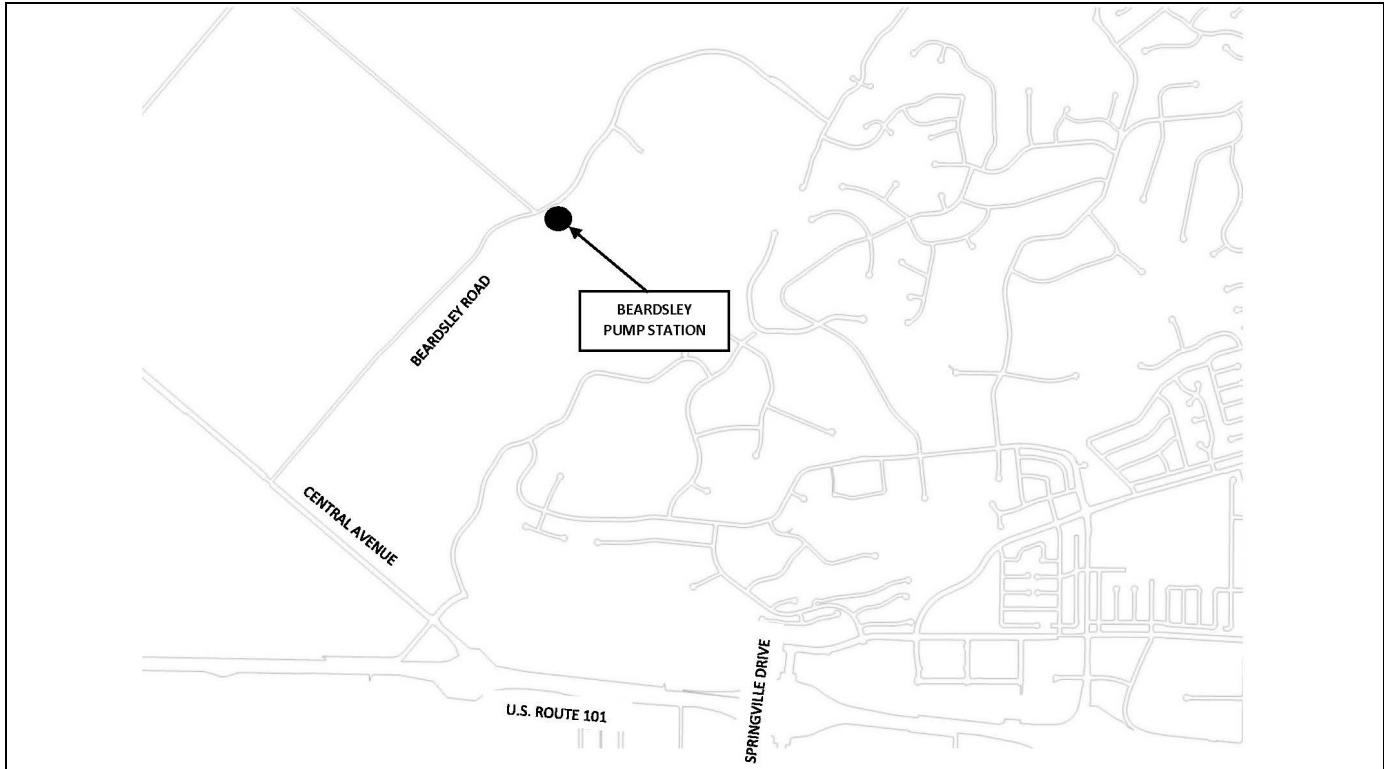 BEARDSLEY
PUMP STATION
BEARDSLEY ROAD
CENTRAL AVENUE
U.S. ROUTE 101
SPRINGVILLE DRIVE